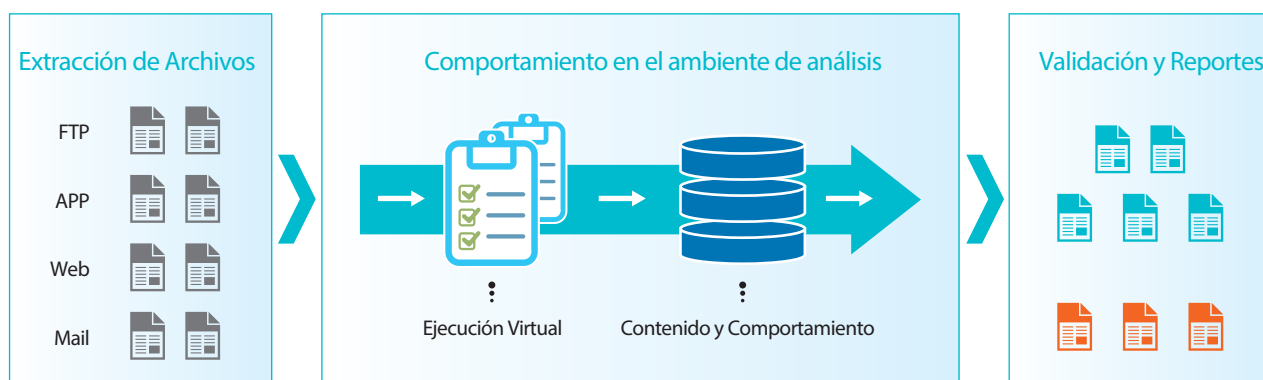 Extracción de Archivos
FTP
APP
Web
Mail
Comportamiento en el ambiente de análisis
Ejecución Virtual
Contenido y Comportamiento
Validación y Reportes